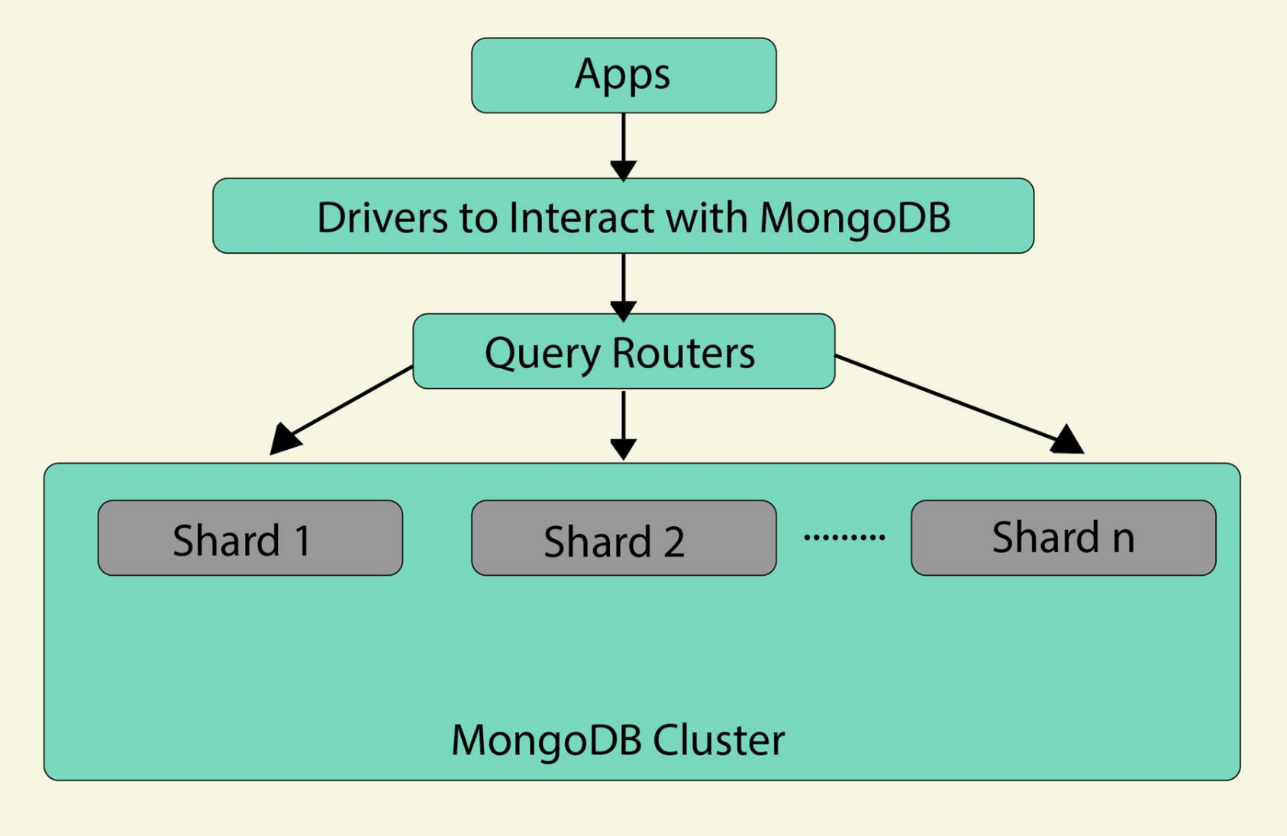 Apps
Drivers to Interact with MongoDB
Query Routers
Shard 1
Shard 2
.........
Shard n
MongoDB Cluster